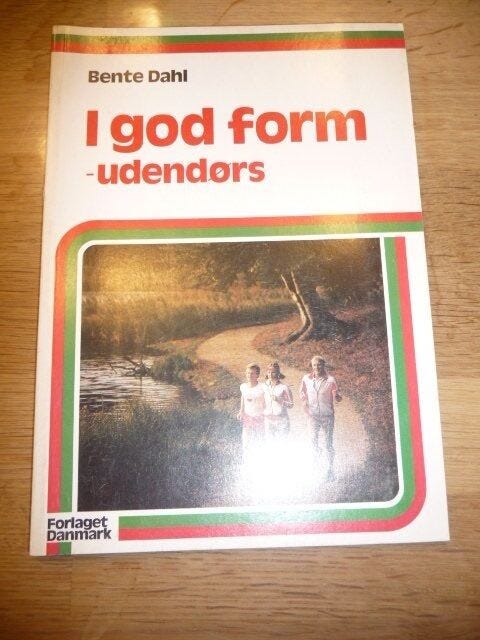 Bente Dahl
I god form
-udendørs
Forlaget
Danmark